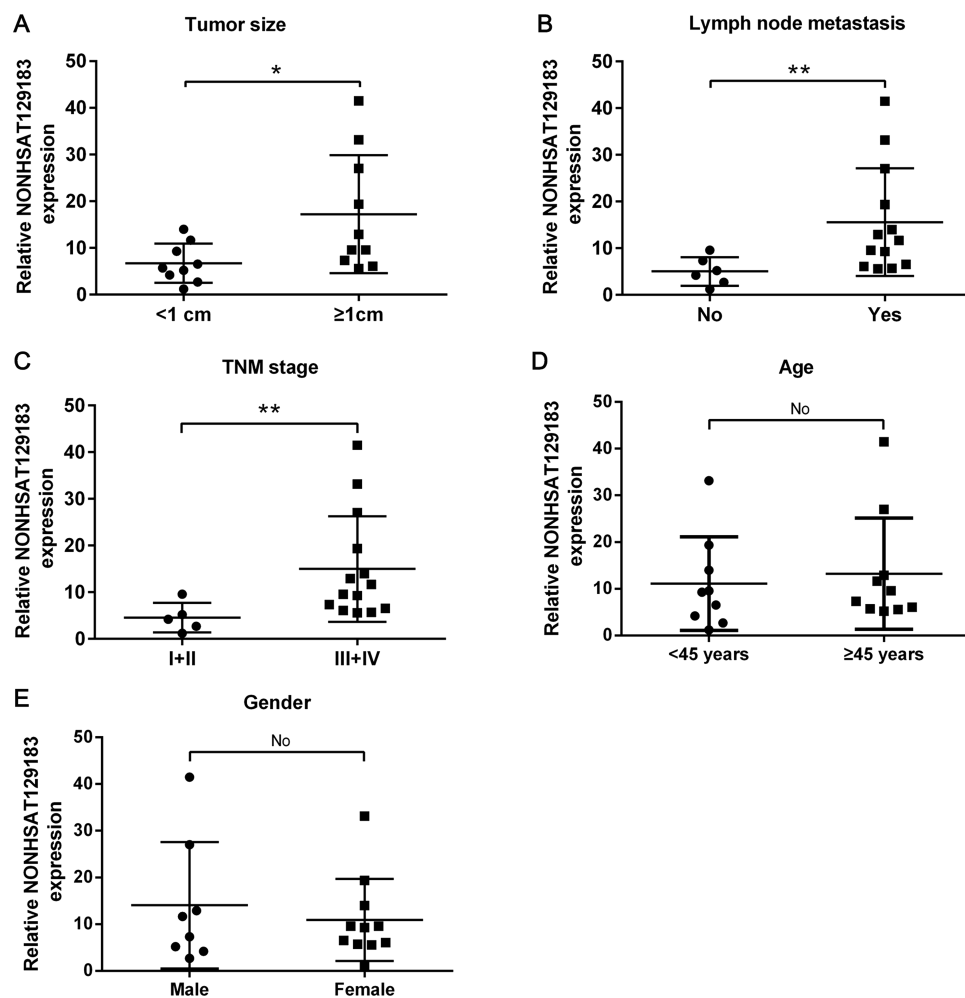 A
Tumor size
Relative NONHSAT129183
expression
50
40
30
20
10
0
*
<1 cm
≥1cm
B
Lymph node metastasis
Relative NONHSAT129183
expression
50
40
30
20
10
0
**
No
Yes
C
TNM stage
Relative NONHSAT129183
expression
50
40
30
20
10
0
**
I+II
III+IV
D
Age
Relative NONHSAT129183
expression
50
40
30
20
10
0
No
<45 years
≥45 years
E
Gender
Relative NONHSAT129183
expression
50
40
30
20
10
0
No
Male
Female